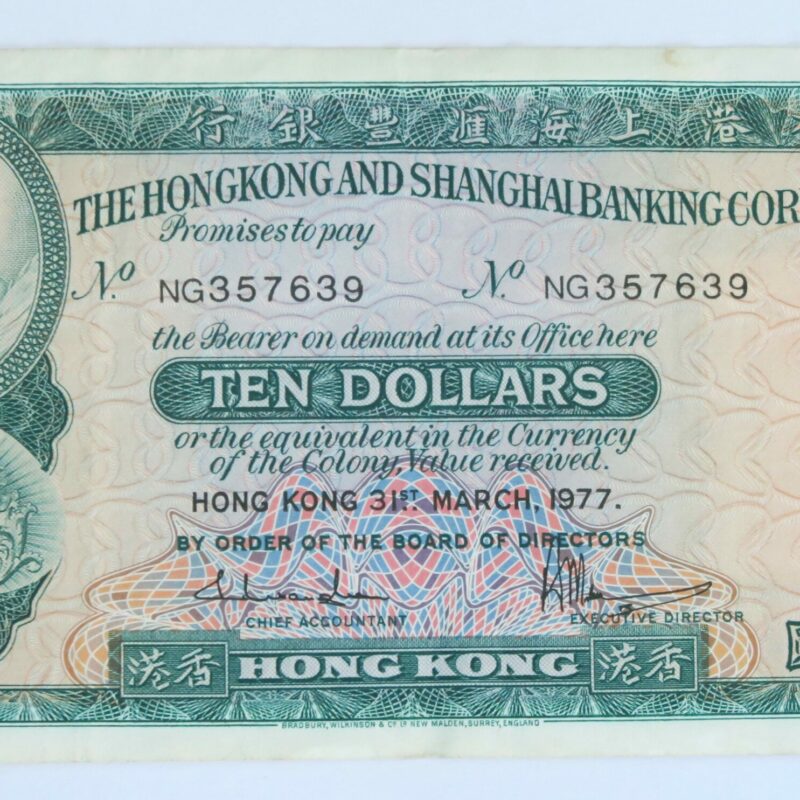 行銀豐滙海上港
THE HONGKONG AND SHANGHAI BANKING COR
Promises to pay
No. NG357639 No. NG357639
the Bearer on demand at its Office here
TEN DOLLARS
or the equivalent in the Currency
of the Colony, Value received.
HONG KONG 31ST MARCH, 1977.
BY ORDER OF THE BOARD OF DIRECTORS
CHIEF ACCOUNTANT EXECUTIVE DIRECTOR
港香 HONG KONG 港香
BRADBURY, WILKINSON & Co Ld NEW MALDEN, SURREY, ENGLAND